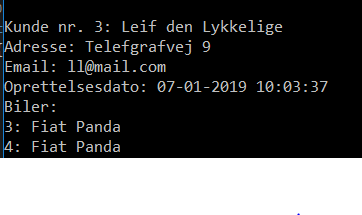 Kunde nr. 3: Leif den Lykkelige
Adresse: Telefgrafvej 9
Email: ll@mail.com
Oprettelsesdato: 07-01-2019 10:03:37
Biler:
3: Fiat Panda
4: Fiat Panda